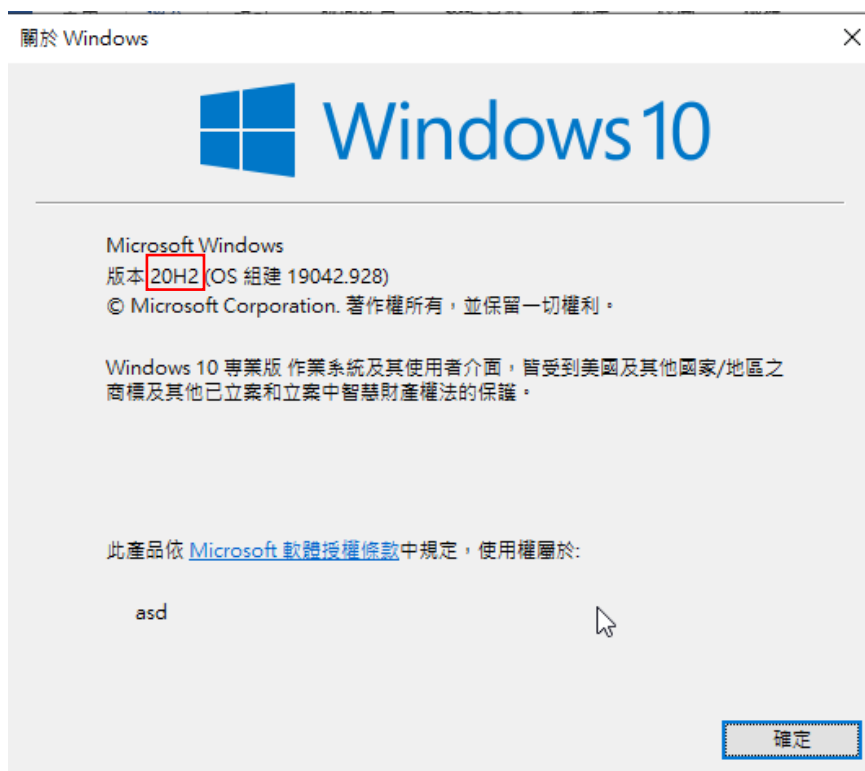 關於 Windows
Windows 10
Microsoft Windows
版本 20H2 (OS 組建 19042.928)
© Microsoft Corporation. 著作權所有，並保留一切權利。
Windows 10 專業版 作業系統及其使用者介面，皆受到美國及其他國家/地區之
商標及其他已立案和立案中智慧財產權法的保護。
此產品依 Microsoft 軟體授權條款中規定，使用權屬於:
asd
確定